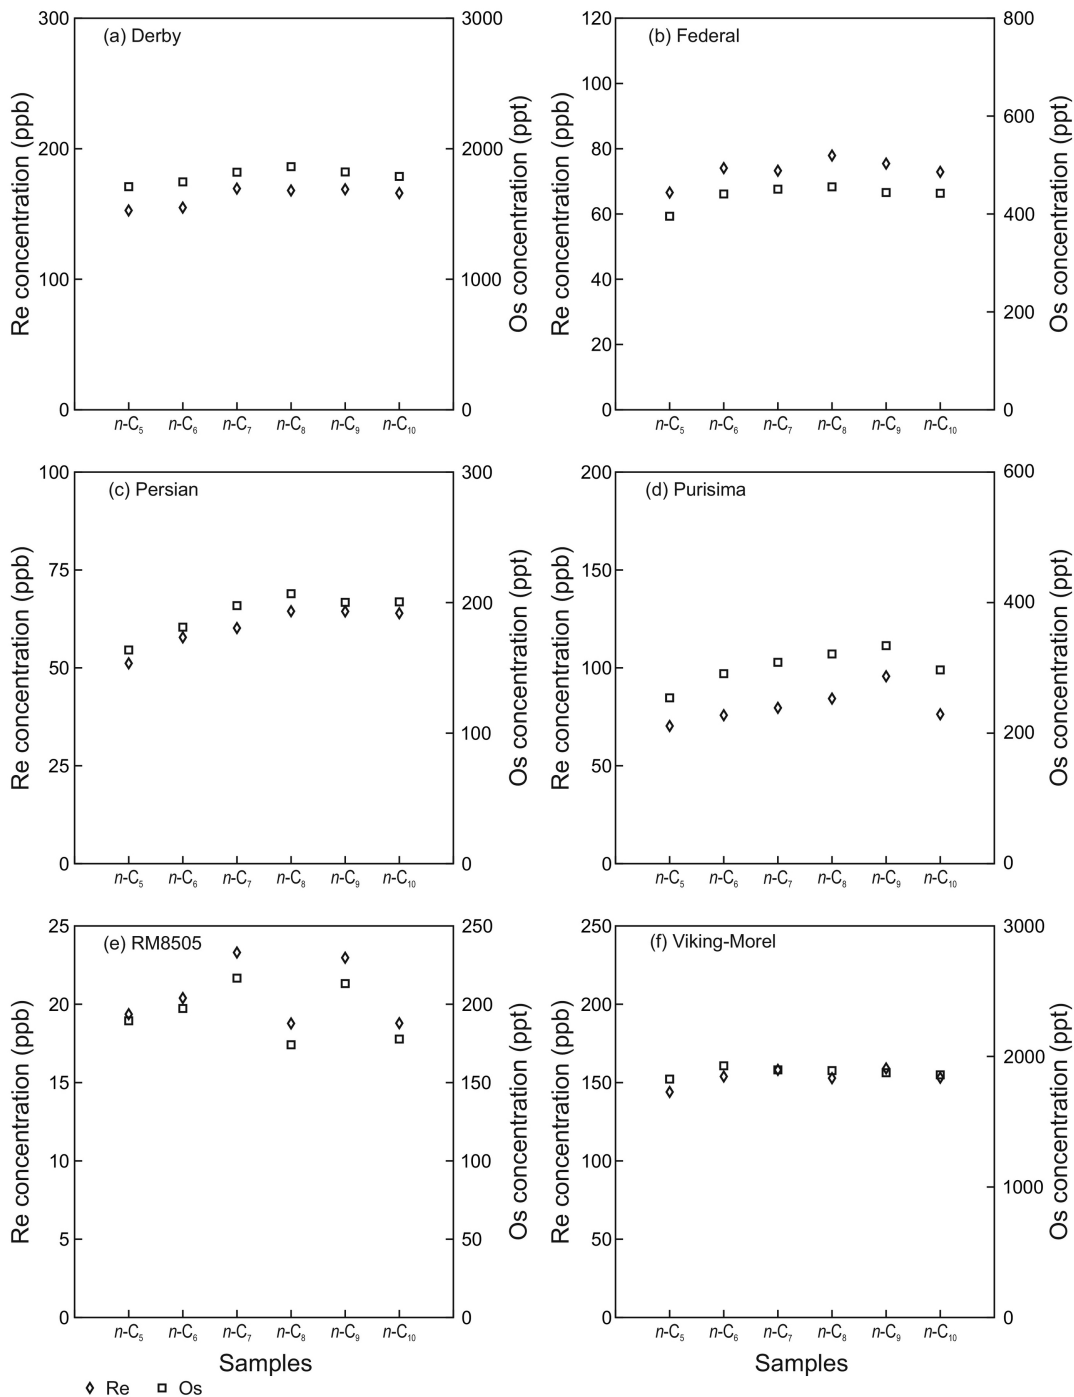 (a) Derby
Re concentration (ppb)
300
200
100
0
Os concentration (ppt)
3000
2000
1000
0
n-C5 n-C6 n-C7 n-C8 n-C9 n-C10
(b) Federal
Re concentration (ppb)
120
100
80
60
40
20
0
Os concentration (ppt)
800
600
400
200
0
n-C5 n-C6 n-C7 n-C8 n-C9 n-C10
(c) Persian
Re concentration (ppb)
100
75
50
25
0
Os concentration (ppt)
300
200
100
0
n-C5 n-C6 n-C7 n-C8 n-C9 n-C10
(d) Purisima
Re concentration (ppb)
200
150
100
50
0
Os concentration (ppt)
600
400
200
0
n-C5 n-C6 n-C7 n-C8 n-C9 n-C10
(e) RM8505
Re concentration (ppb)
25
20
15
10
5
0
Os concentration (ppt)
250
200
150
100
50
0
n-C5 n-C6 n-C7 n-C8 n-C9 n-C10
Samples
(f) Viking-Morel
Re concentration (ppb)
250
200
150
100
50
0
Os concentration (ppt)
3000
2000
1000
0
n-C5 n-C6 n-C7 n-C8 n-C9 n-C10
Samples
Re Os